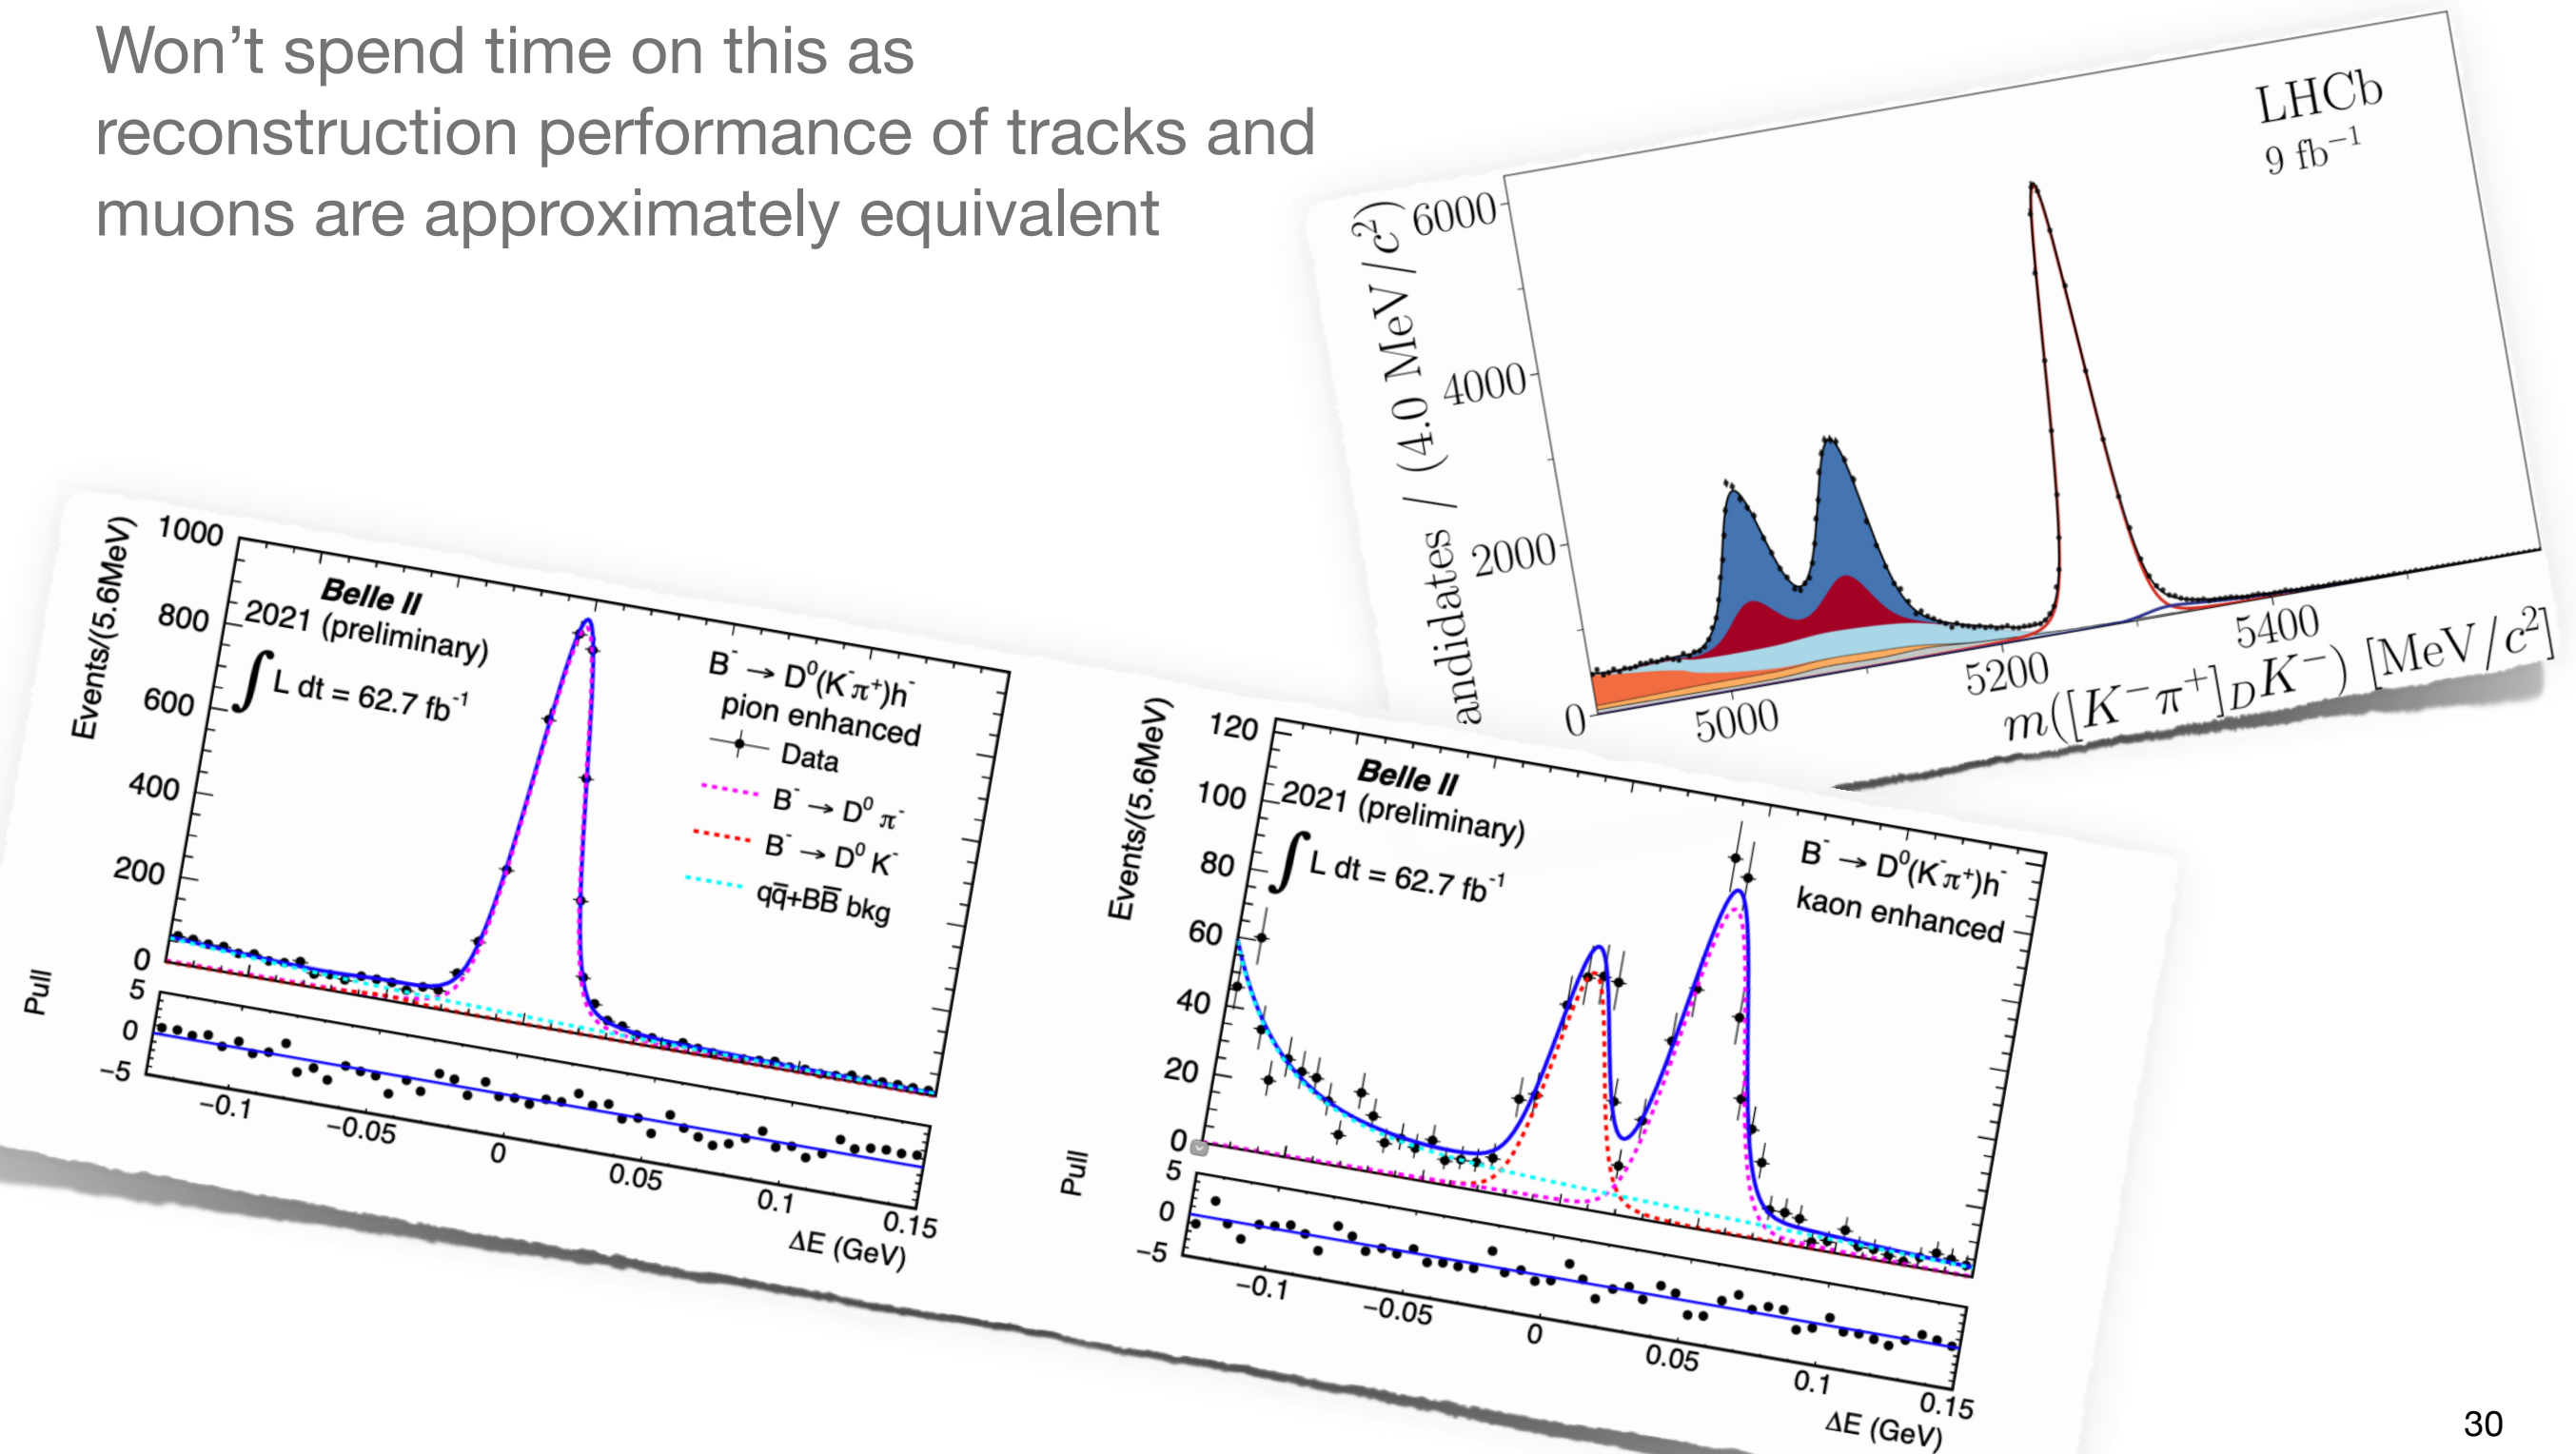 Won't spend time on this as
reconstruction performance of tracks and
muons are approximately equivalent
LHCb
9 fb⁻¹
andidates / (4.0 MeV/c²)
6000
4000
2000
0
5000
5200
5400
m([K⁻π⁺]_D K⁻) [MeV/c²]
Events/(5.6MeV)
1000
800
600
400
200
0
Belle II
2021 (preliminary)
∫ L dt = 62.7 fb⁻¹
B⁻ → D⁰(K⁻π⁺)h⁻
pion enhanced
Data
B⁻ → D⁰ π⁻
B⁻ → D⁰ K⁻
qq̅+BB̅ bkg
Pull
5
0
−5
−0.1
−0.05
0
0.05
0.1
0.15
ΔE (GeV)
Events/(5.6MeV)
120
100
80
60
40
20
0
Belle II
2021 (preliminary)
∫ L dt = 62.7 fb⁻¹
B⁻ → D⁰(K⁻π⁺)h⁻
kaon enhanced
Pull
5
0
−5
−0.1
−0.05
0
0.05
0.1
0.15
ΔE (GeV)
30